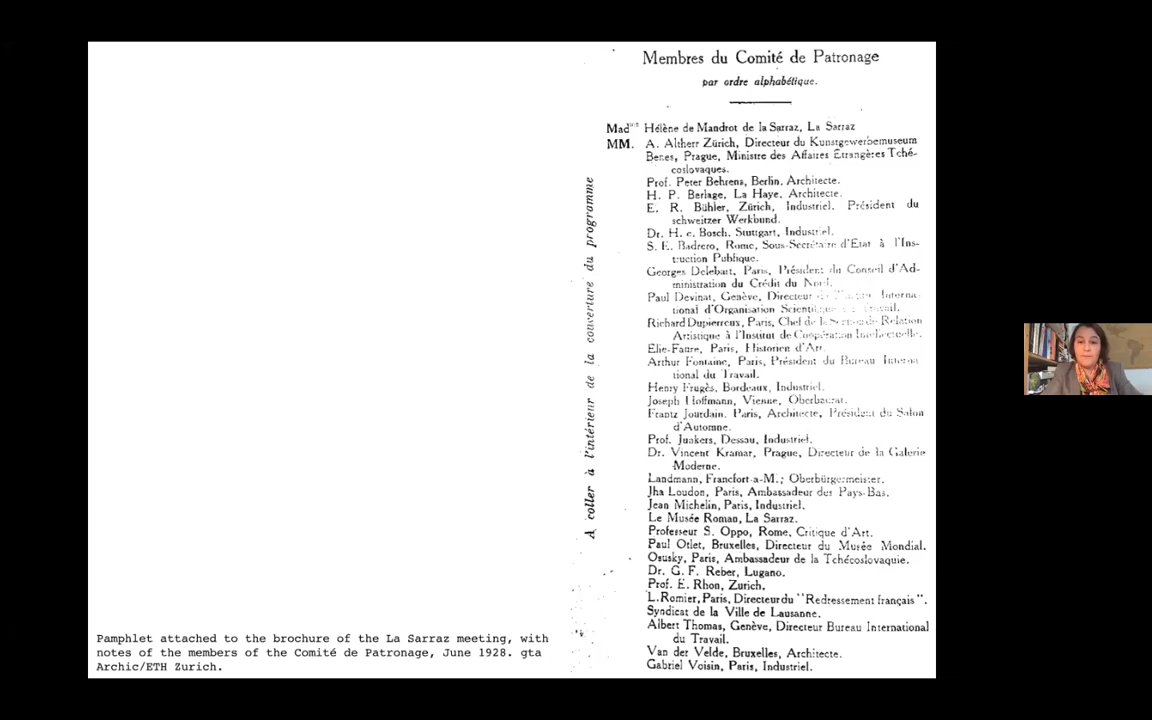 Membres du Comité de Patronage
par ordre alphabétique.
Hélène de Mandrot de la Sarraz, La Sarraz
MM. A. Altherr Zürich, Directeur du Kunstgewerbemuseum
Benes, Prague, Ministre des Affaires Étrangères Tché-
coslovaques.
Prof. Peter Behrens, Berlin, Architecte.
H. P. Berlage, La Haye, Architecte.
E. R. Bühler, Zürich, Industriel, Président du
schweitzer Werkbund.
Dr. H. c. Bosch, Stuttgart, Industriel.
S. E. Badrero, Rome, Sous-Secrétaire d'État à l'Ins-
truction Publique.
Georges Delebart, Paris, Président du Conseil d'Ad-
ministration du Crédit du Nord.
Paul Devinat, Genève, Directeur Interna-
tional d'Organisation Scientifique Travail.
Richard Dupierreux, Paris, Chef de la Section de Relation
Artistique à l'Institut de Coopération Intellectuelle.
Elie-Faure, Paris, Historien d'Art.
Arthur Fontaine, Paris, Président du Bureau Interna-
tional du Travail.
Henry Frugès, Bordeaux, Industriel.
Joseph Hoffmann, Vienne, Oberbaurat.
Frantz Jourdain, Paris, Architecte, Président du Salon
d'Automne.
Prof. Junkers, Dessau, Industriel.
Dr. Vincent Kramar, Prague, Directeur de la Galerie
Moderne.
Landmann, Francfort-a-M.; Oberbürgermeister.
Jha Loudon, Paris, Ambassadeur des Pays-Bas.
Jean Michelin, Paris, Industriel.
Le Musée Roman, La Sarraz.
Professeur S. Oppo, Rome, Critique d'Art.
Paul Otlet, Bruxelles, Directeur du Musée Mondial.
Osusky, Paris, Ambassadeur de la Tchécoslovaquie.
Dr. G. F. Reber, Lugano.
Prof. E. Rhon, Zurich.
L. Romier, Paris, Directeur du "Redressement français".
Syndicat de la Ville de Lausanne.
Albert Thomas, Genève, Directeur Bureau International
du Travail.
Van der Velde, Bruxelles, Architecte.
Gabriel Voisin, Paris, Industriel.
A coller à l'intérieur de la couverture du programme
Pamphlet attached to the brochure of the La Sarraz meeting, with
notes of the members of the Comité de Patronage, June 1928. gta
Archic/ETH Zurich.